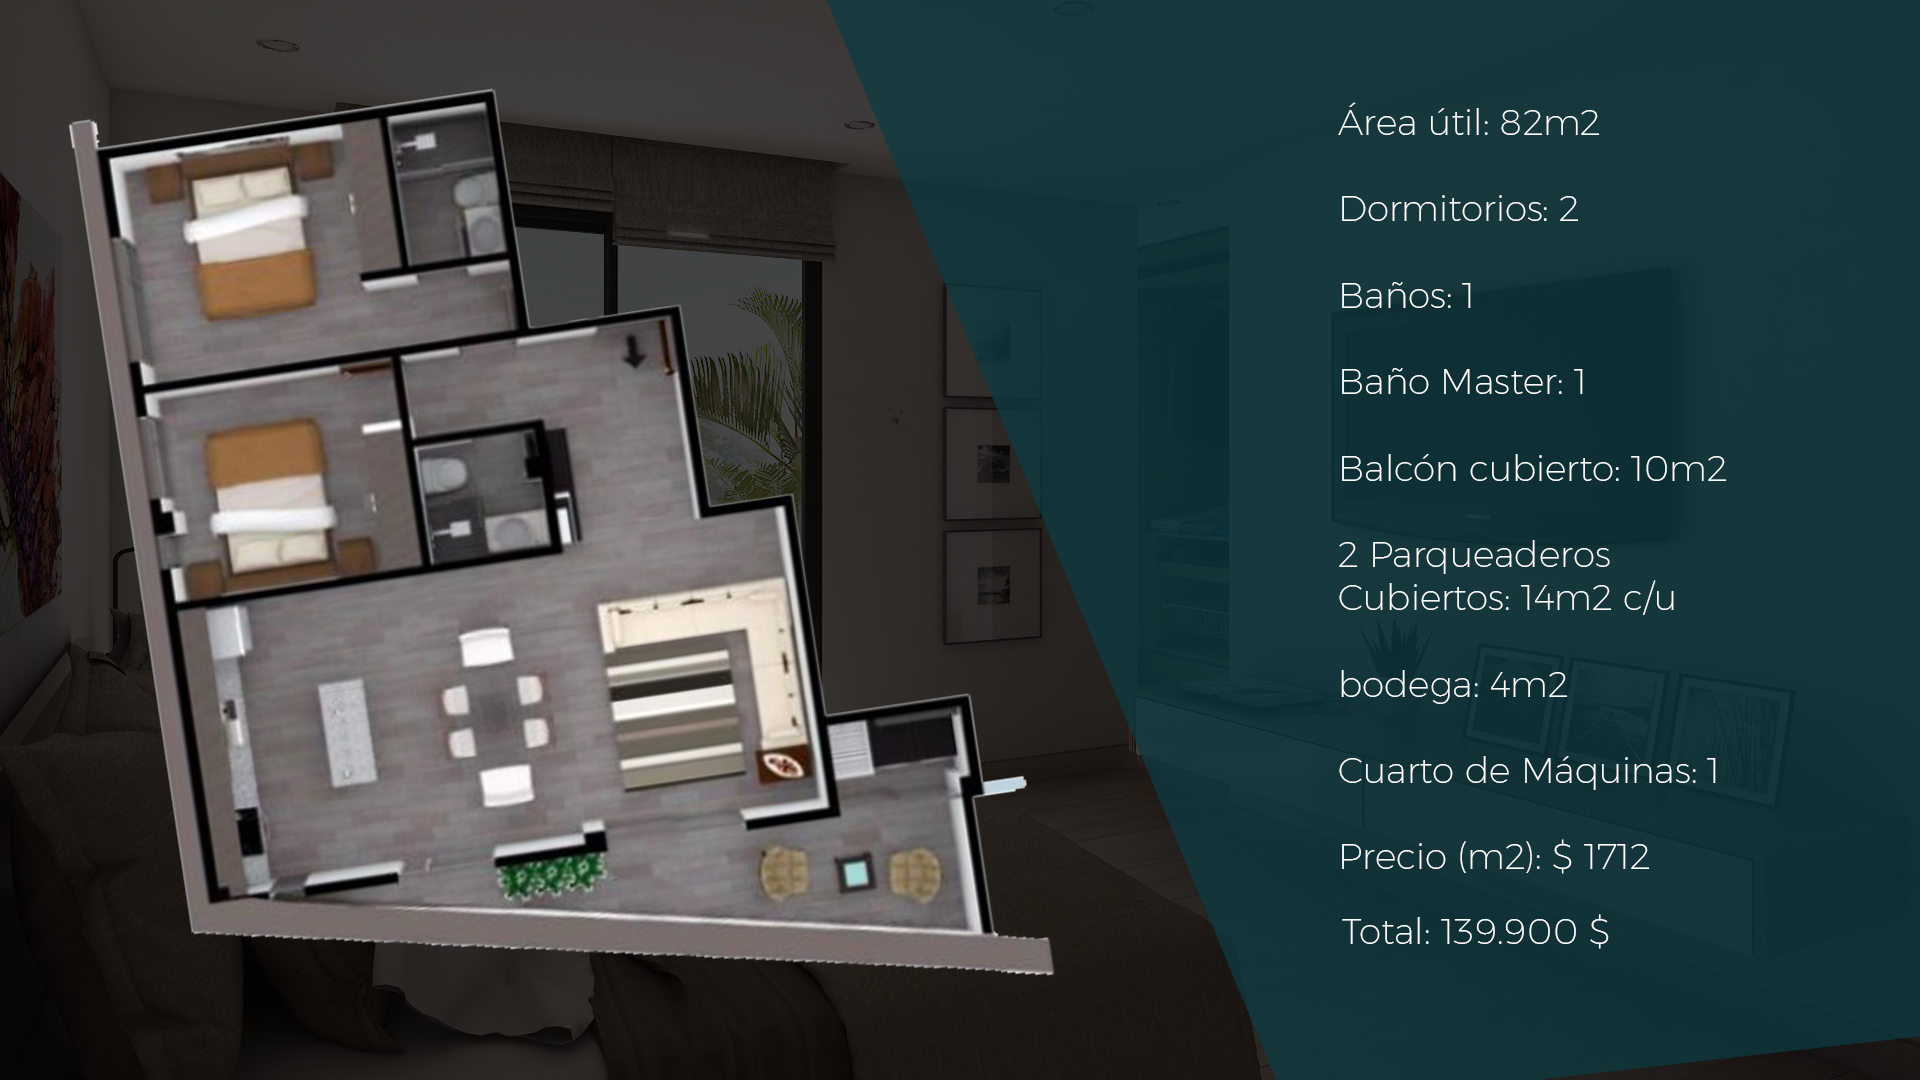 Área útil: 82m2
Dormitorios: 2
Baños: 1
Baño Master: 1
Balcón cubierto: 10m2
2 Parqueaderos
Cubiertos: 14m2 c/u
bodega: 4m2
Cuarto de Máquinas: 1
Precio (m2): $ 1712
Total: 139.900 $